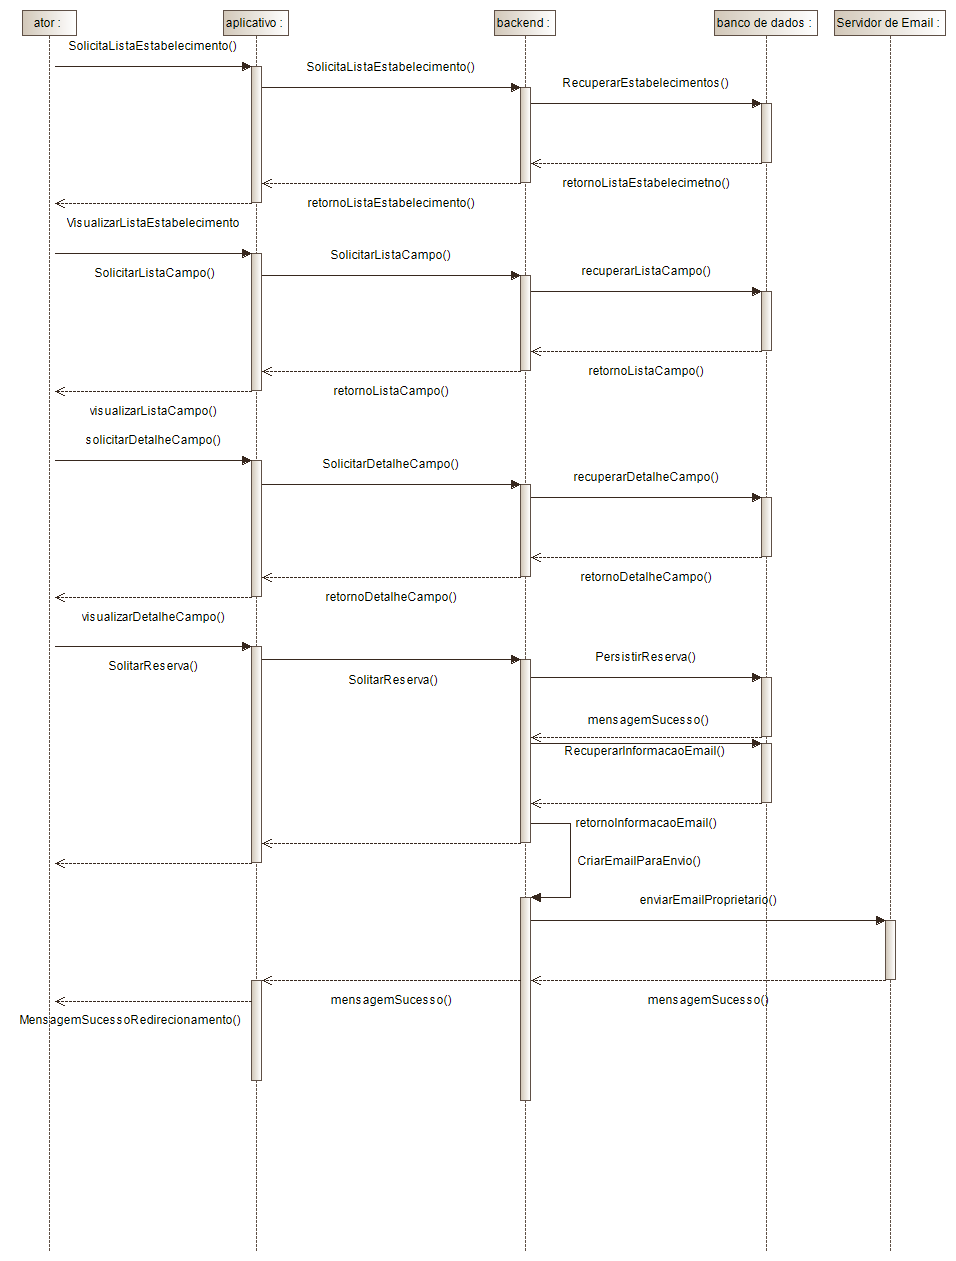 ator :
aplicativo :
backend :
banco de dados :
Servidor de Email :
SolicitaListaEstabelecimento()
SolicitaListaEstabelecimento()
RecuperarEstabelecimentos()
retornoListaEstabelecimetno()
retornoListaEstabelecimento()
VisualizarListaEstabelecimento
SolicitarListaCampo()
SolicitarListaCampo()
recuperarListaCampo()
retornoListaCampo()
retornoListaCampo()
visualizarListaCampo()
solicitarDetalheCampo()
SolicitarDetalheCampo()
recuperarDetalheCampo()
retornoDetalheCampo()
retornoDetalheCampo()
visualizarDetalheCampo()
SolitarReserva()
SolitarReserva()
PersistirReserva()
mensagemSucesso()
RecuperarInformacaoEmail()
retornoInformacaoEmail()
CriarEmailParaEnvio()
enviarEmailProprietario()
mensagemSucesso()
mensagemSucesso()
MensagemSucessoRedirecionamento()